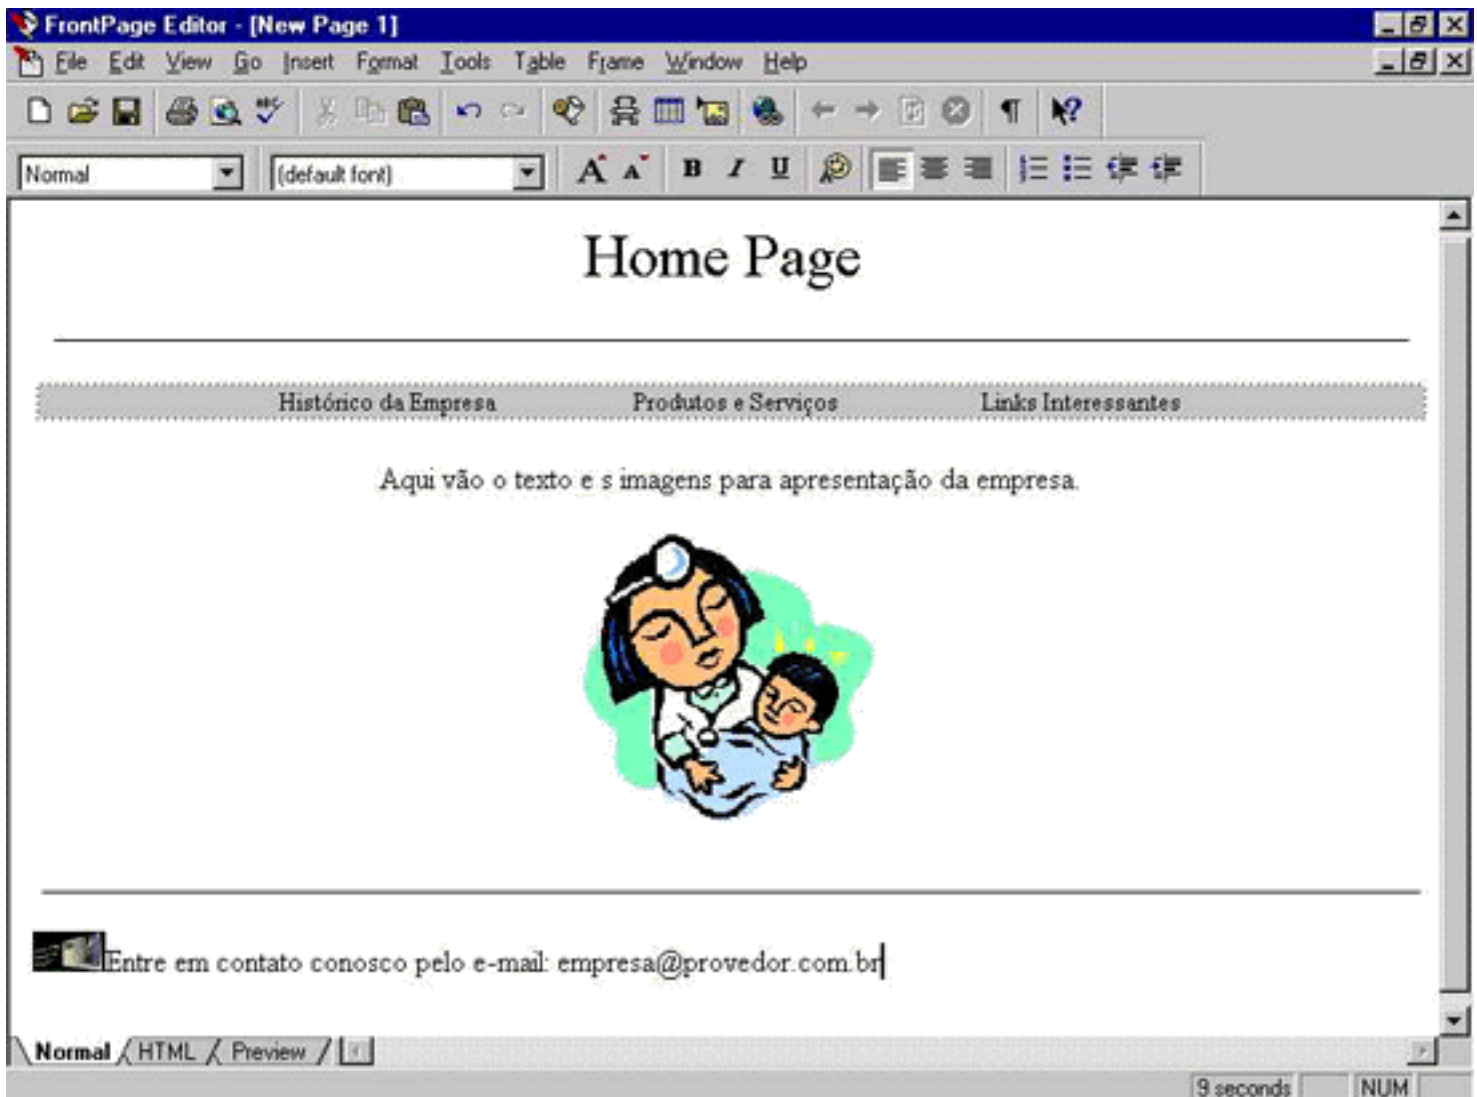 FrontPage Editor - [New Page 1]
File Edit View Go Insert Format Tools Table Frame Window Help
Normal (default font) A A B I U
Home Page
Histórico da Empresa Produtos e Serviços Links Interessantes
Aqui vão o texto e s imagens para apresentação da empresa.
Entre em contato conosco pelo e-mail: empresa@provedor.com.br
Normal HTML Preview
9 seconds NUM